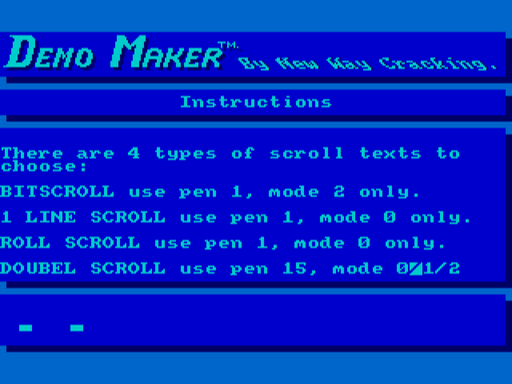 Demo Maker™ By New Way Cracking.
Instructions
There are 4 types of scroll texts to
choose:
BITSCROLL use pen 1, mode 2 only.
1 LINE SCROLL use pen 1, mode 0 only.
ROLL SCROLL use pen 1, mode 0 only.
DOUBEL SCROLL use pen 15, mode 0 1/2